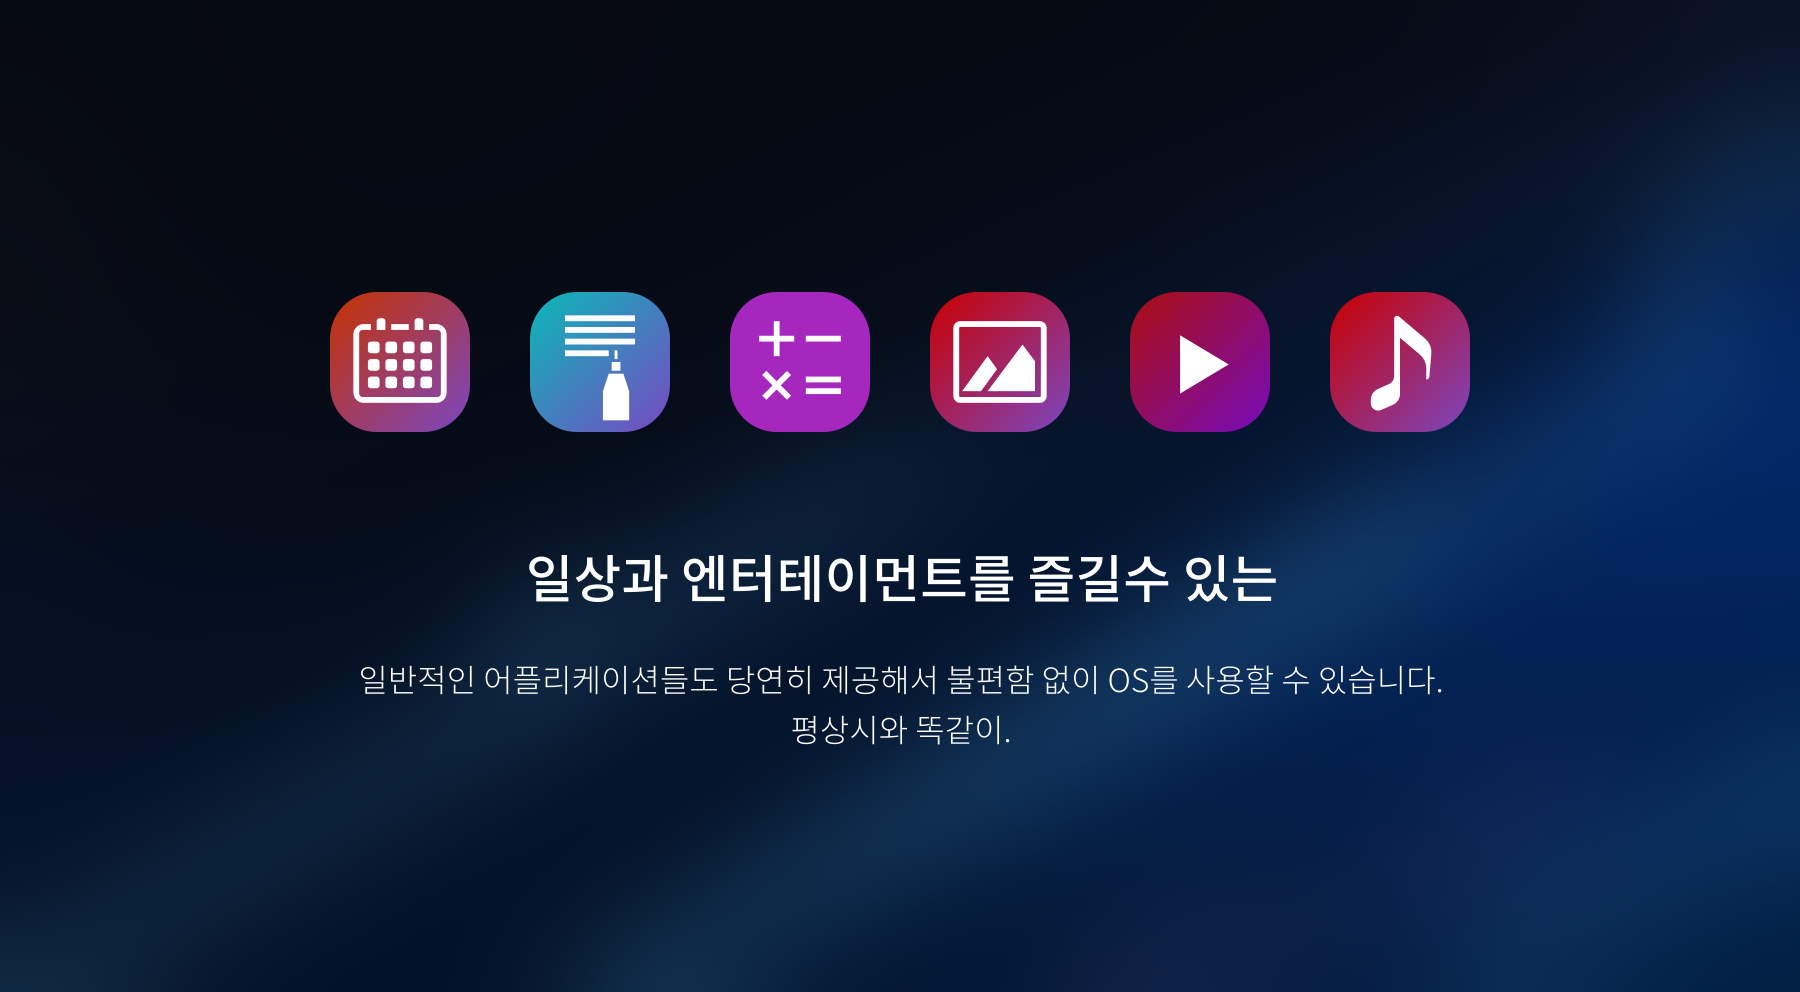 일상과 엔터테이먼트를 즐길수 있는
일반적인 어플리케이션들도 당연히 제공해서 불편함 없이 OS를 사용할 수 있습니다.
평상시와 똑같이.